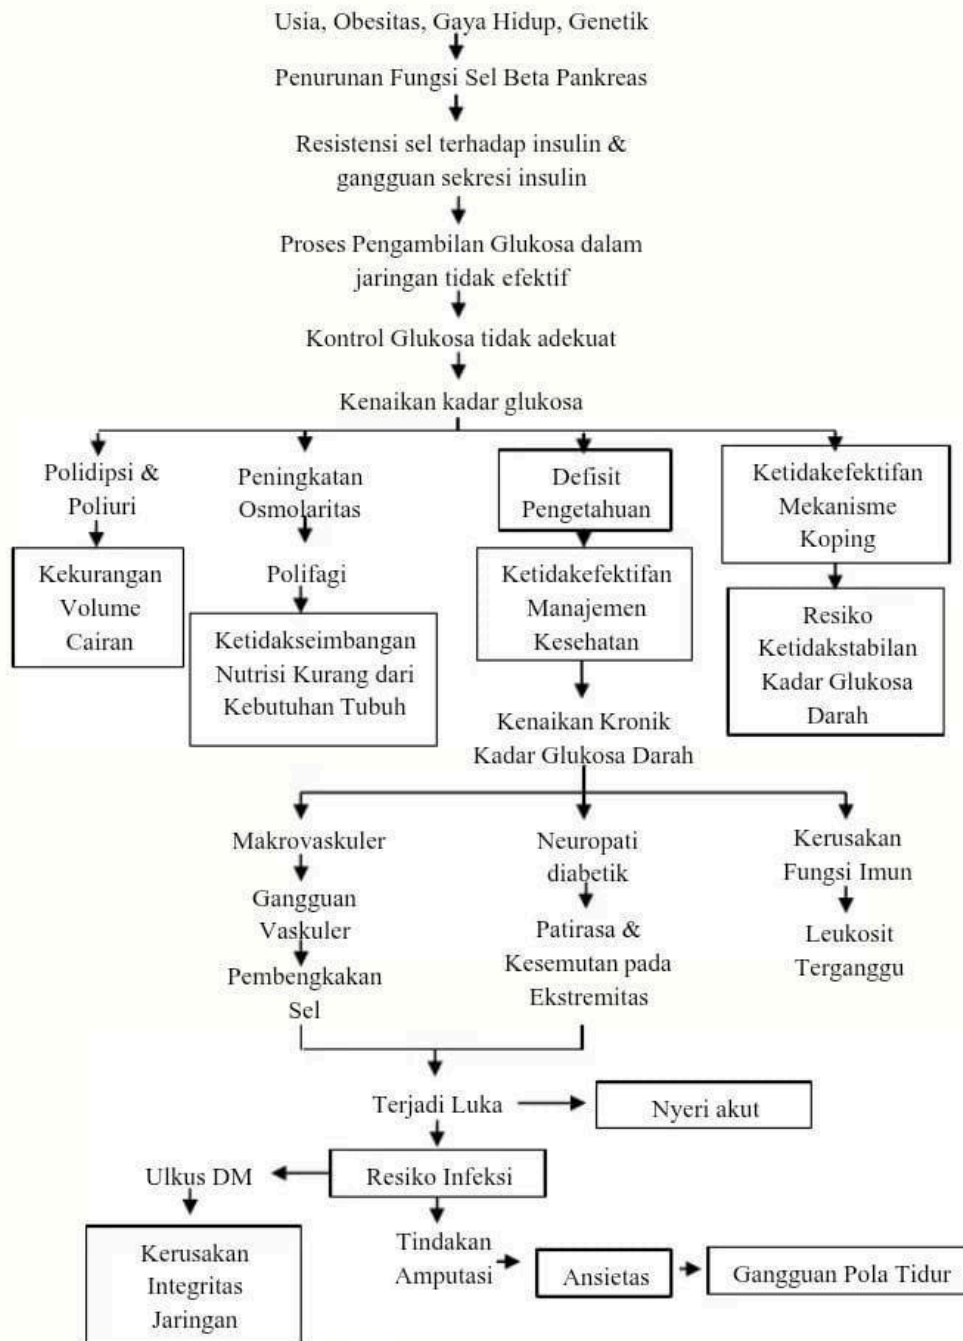 Usia, Obesitas, Gaya Hidup, Genetik
Penurunan Fungsi Sel Beta Pankreas
Resistensi sel terhadap insulin &
gangguan sekresi insulin
Proses Pengambilan Glukosa dalam
jaringan tidak efektif
Kontrol Glukosa tidak adekuat
Kenaikan kadar glukosa
Polidipsi &
Poliuri
Kekurangan
Volume
Cairan
Peningkatan
Osmolaritas
Polifagi
Ketidakseimbangan
Nutrisi Kurang dari
Kebutuhan Tubuh
Defisit
Pengetahuan
Ketidakefektifan
Manajemen
Kesehatan
Ketidakefektifan
Mekanisme
Koping
Resiko
Ketidakstabilan
Kadar Glukosa
Darah
Kenaikan Kronik
Kadar Glukosa Darah
Makrovaskuler
Gangguan
Vaskuler
Pembengkakan
Sel
Neuropati
diabetik
Patirasa &
Kesemutan pada
Ekstremitas
Kerusakan
Fungsi Imun
Leukosit
Terganggu
Terjadi Luka
Nyeri akut
Resiko Infeksi
Ulkus DM
Kerusakan
Integritas
Jaringan
Tindakan
Amputasi
Ansietas
Gangguan Pola Tidur